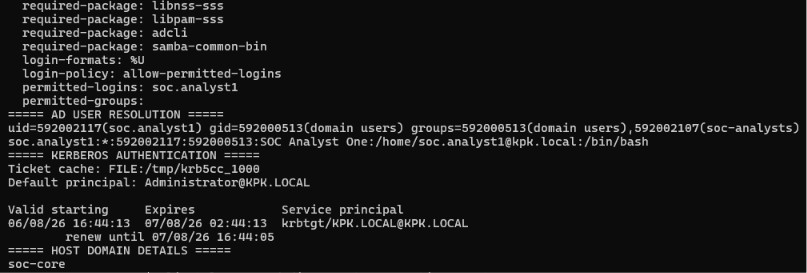 required-package: libnss-sss
required-package: libpam-sss
required-package: adcli
required-package: samba-common-bin
login-formats: %U
login-policy: allow-permitted-logins
permitted-logins: soc.analyst1
permitted-groups:
===== AD USER RESOLUTION =====
uid=592002117(soc.analyst1) gid=592000513(domain users) groups=592000513(domain users),592002107(soc-analysts)
soc.analyst1:*:592002117:592000513:SOC Analyst One:/home/soc.analyst1@kpk.local:/bin/bash
===== KERBEROS AUTHENTICATION =====
Ticket cache: FILE:/tmp/krb5cc_1000
Default principal: Administrator@KPK.LOCAL
Valid starting     Expires            Service principal
06/08/26 16:44:13  07/08/26 02:44:13  krbtgt/KPK.LOCAL@KPK.LOCAL
renew until 07/08/26 16:44:05
===== HOST DOMAIN DETAILS =====
soc-core